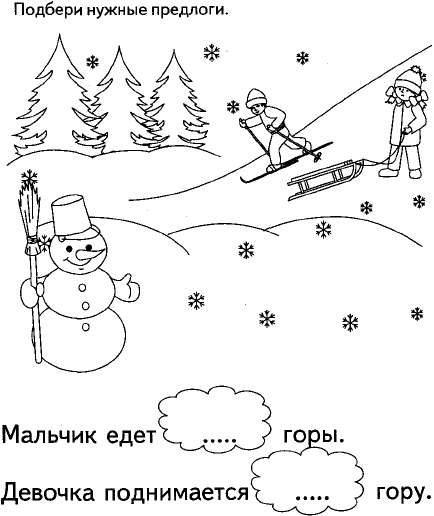 Подбери нужные предлоги.
Мальчик едет ..... горы.
Девочка поднимается ..... гору.